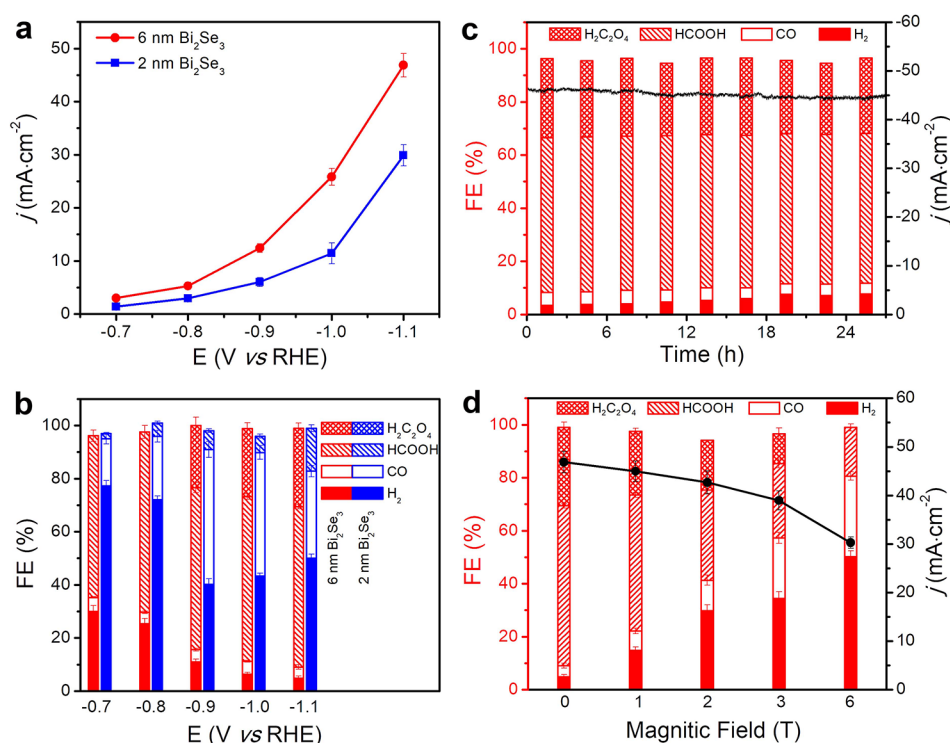 a
6 nm Bi₂Se₃
2 nm Bi₂Se₃
50
40
30
20
10
0
j (mA·cm⁻²)
-0.7 -0.8 -0.9 -1.0 -1.1
E (V vs RHE)
c
H₂C₂O₄ HCOOH CO H₂
100
80
60
40
20
0
FE (%)
-60
-50
-40
-30
-20
-10
0
j (mA·cm⁻²)
0 6 12 18 24
Time (h)
b
H₂C₂O₄
HCOOH
CO
H₂
6 nm Bi₂Se₃
2 nm Bi₂Se₃
100
80
60
40
20
0
FE (%)
-0.7 -0.8 -0.9 -1.0 -1.1
E (V vs RHE)
d
H₂C₂O₄ HCOOH CO H₂
100
80
60
40
20
0
FE (%)
60
50
40
30
20
10
0
j (mA·cm⁻²)
0 1 2 3 6
Magnitic Field (T)